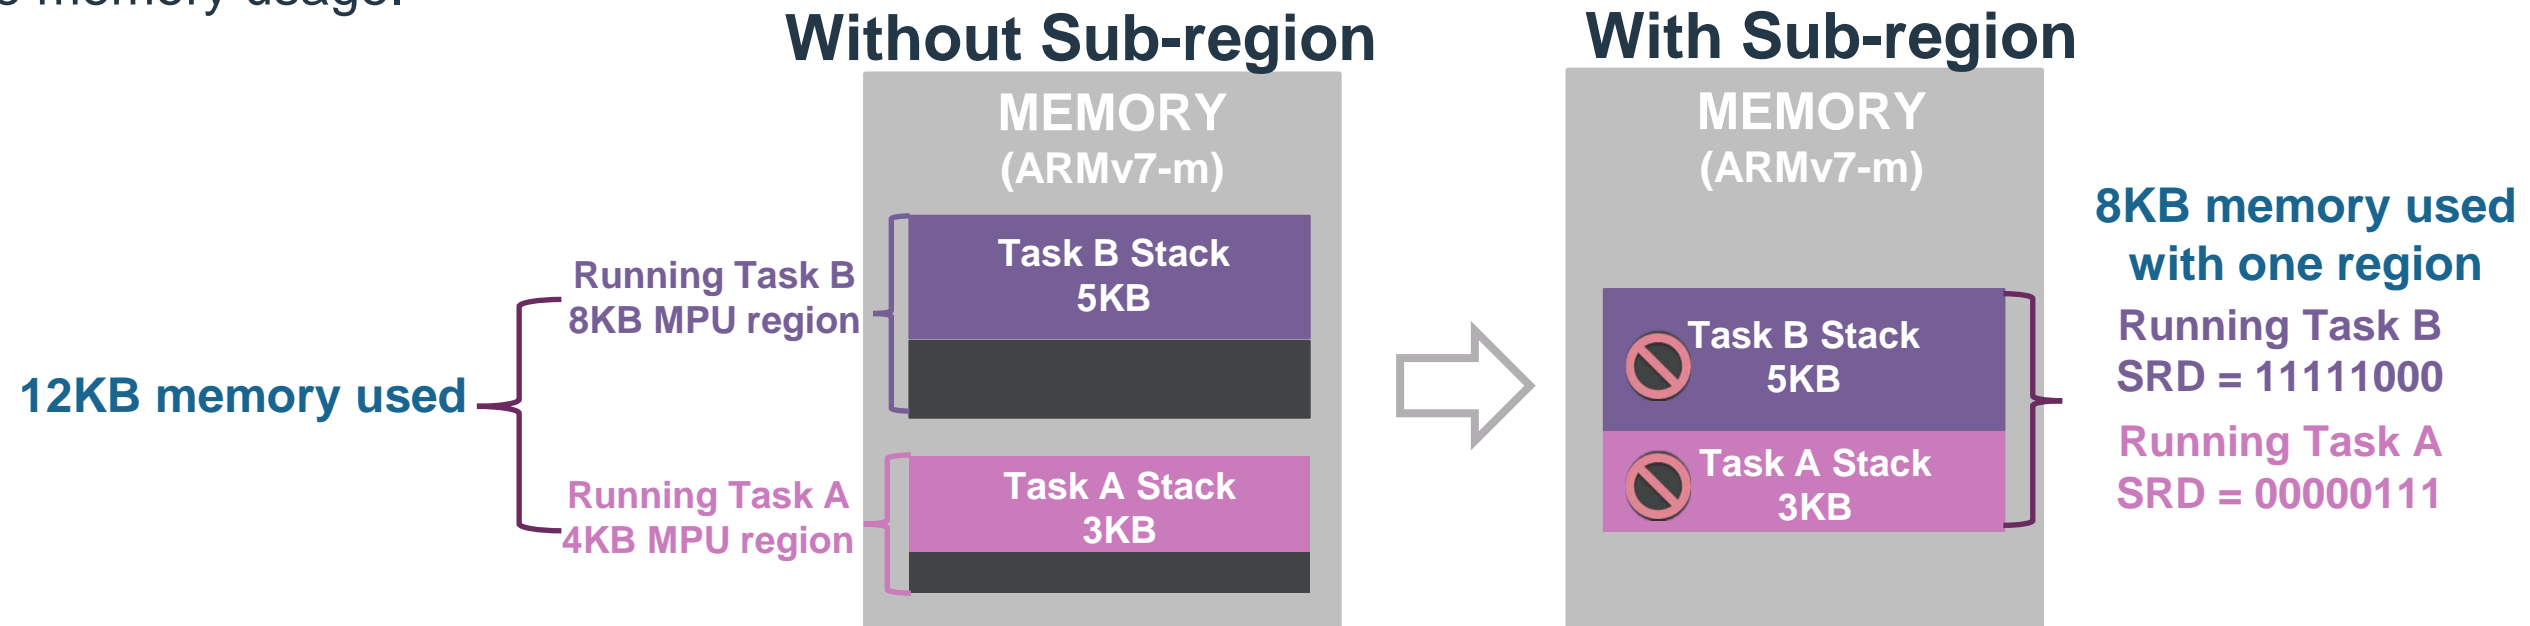 memory usage.
Without Sub-region
With Sub-region
MEMORY
(ARMv7-m)
Task B Stack
5KB
Running Task B
8KB MPU region
12KB memory used
Task A Stack
3KB
Running Task A
4KB MPU region
MEMORY
(ARMv7-m)
Task B Stack
5KB
Task A Stack
3KB
8KB memory used
with one region
Running Task B
SRD = 11111000
Running Task A
SRD = 00000111